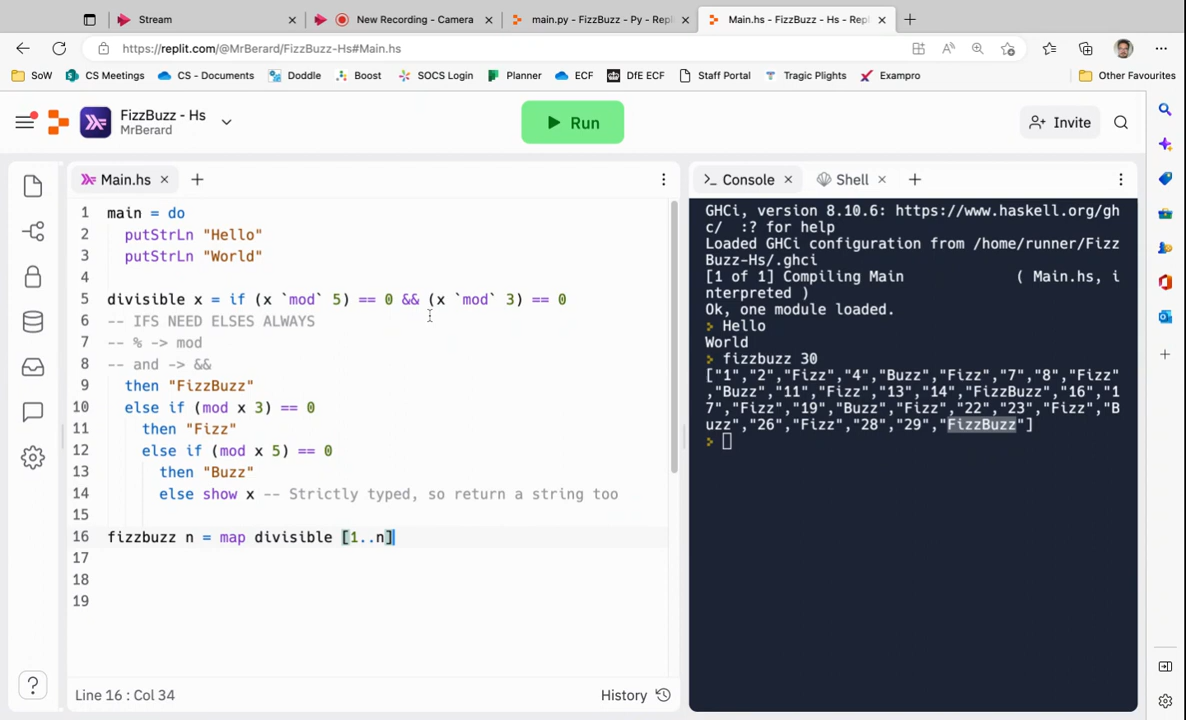 Stream
New Recording - Camera
main.py - FizzBuzz - Py - Repl
Main.hs - FizzBuzz - Hs - Repl
https://replit.com/@MrBerard/FizzBuzz-Hs#Main.hs
SoW
CS Meetings
CS - Documents
Doddle
Boost
SOCS Login
Planner
ECF
DfE ECF
Staff Portal
Tragic Plights
Exampro
Other Favourites
FizzBuzz - Hs
MrBerard
Run
Invite
Main.hs
1 main = do
2 putStrLn "Hello"
3 putStrLn "World"
4
5 divisible x = if (x `mod` 5) == 0 && (x `mod` 3) == 0
6 -- IFS NEED ELSES ALWAYS
7 -- % -> mod
8 -- and -> &&
9 then "FizzBuzz"
10 else if (mod x 3) == 0
11 then "Fizz"
12 else if (mod x 5) == 0
13 then "Buzz"
14 else show x -- Strictly typed, so return a string too
15
16 fizzbuzz n = map divisible [1..n]
17
18
19
Line 16 : Col 34
History
Console
Shell
GHCi, version 8.10.6: https://www.haskell.org/gh
c/ :? for help
Loaded GHCi configuration from /home/runner/Fizz
Buzz-Hs/.ghci
[1 of 1] Compiling Main ( Main.hs, i
nterpreted )
Ok, one module loaded.
> Hello
World
> fizzbuzz 30
["1","2","Fizz","4","Buzz","Fizz","7","8","Fizz"
,"Buzz","11","Fizz","13","14","FizzBuzz","16","1
7","Fizz","19","Buzz","Fizz","22","23","Fizz","B
uzz","26","Fizz","28","29","FizzBuzz"]
>